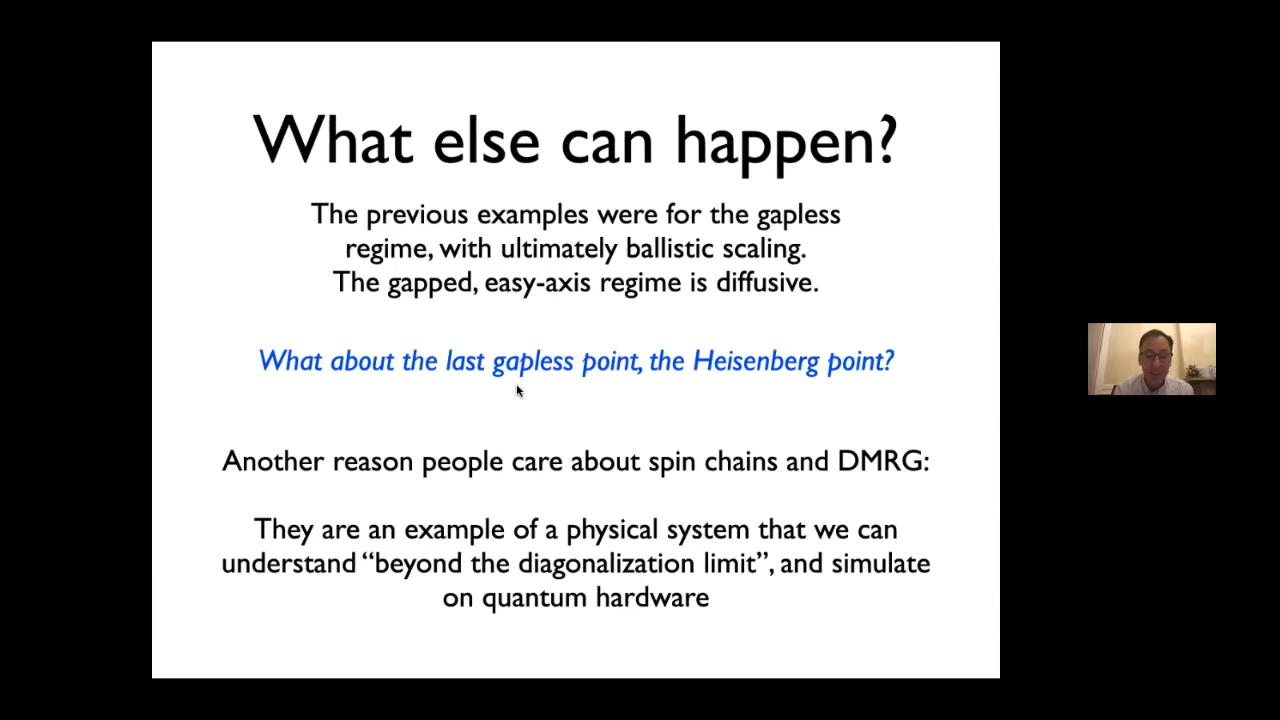 What else can happen?
The previous examples were for the gapless
regime, with ultimately ballistic scaling.
The gapped, easy-axis regime is diffusive.
What about the last gapless point, the Heisenberg point?
Another reason people care about spin chains and DMRG:
They are an example of a physical system that we can
understand “beyond the diagonalization limit”, and simulate
on quantum hardware